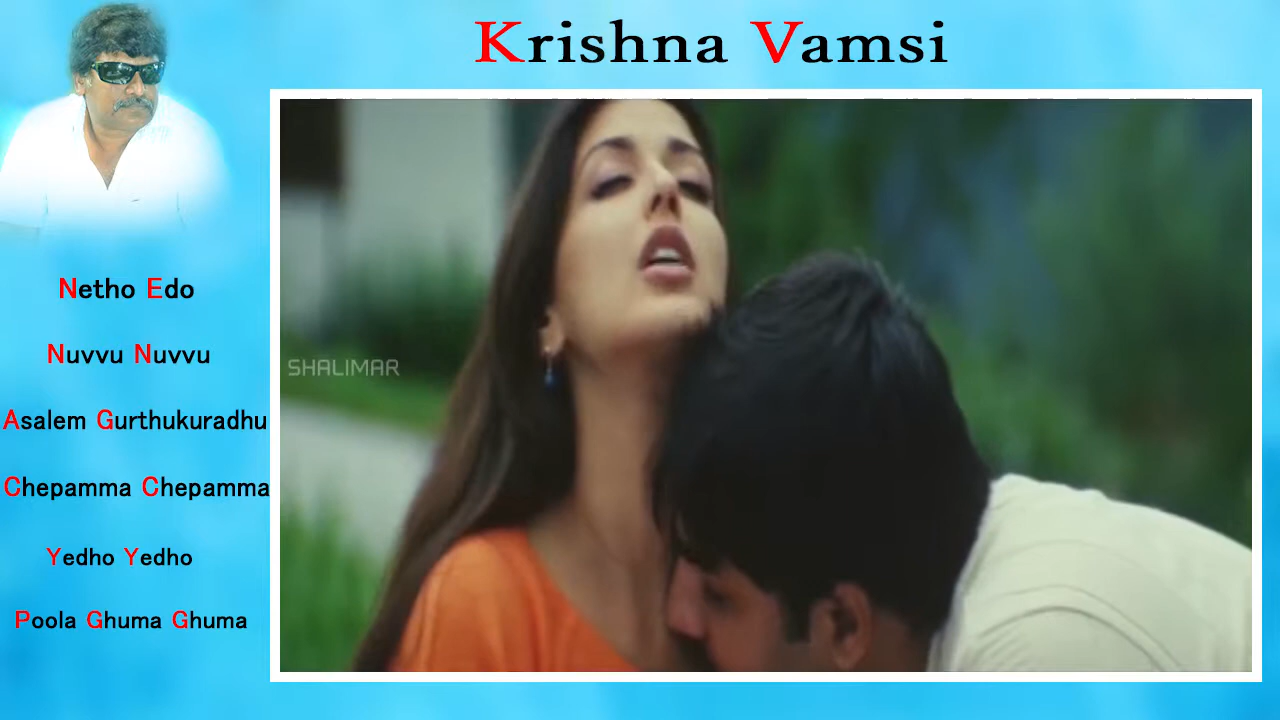 Krishna Vamsi
Netho Edo
Nuvvu Nuvvu
Asalem Gurthukuradhu
Chepamma Chepamma
Yedho Yedho
Poola Ghuma Ghuma
SHALIMAR